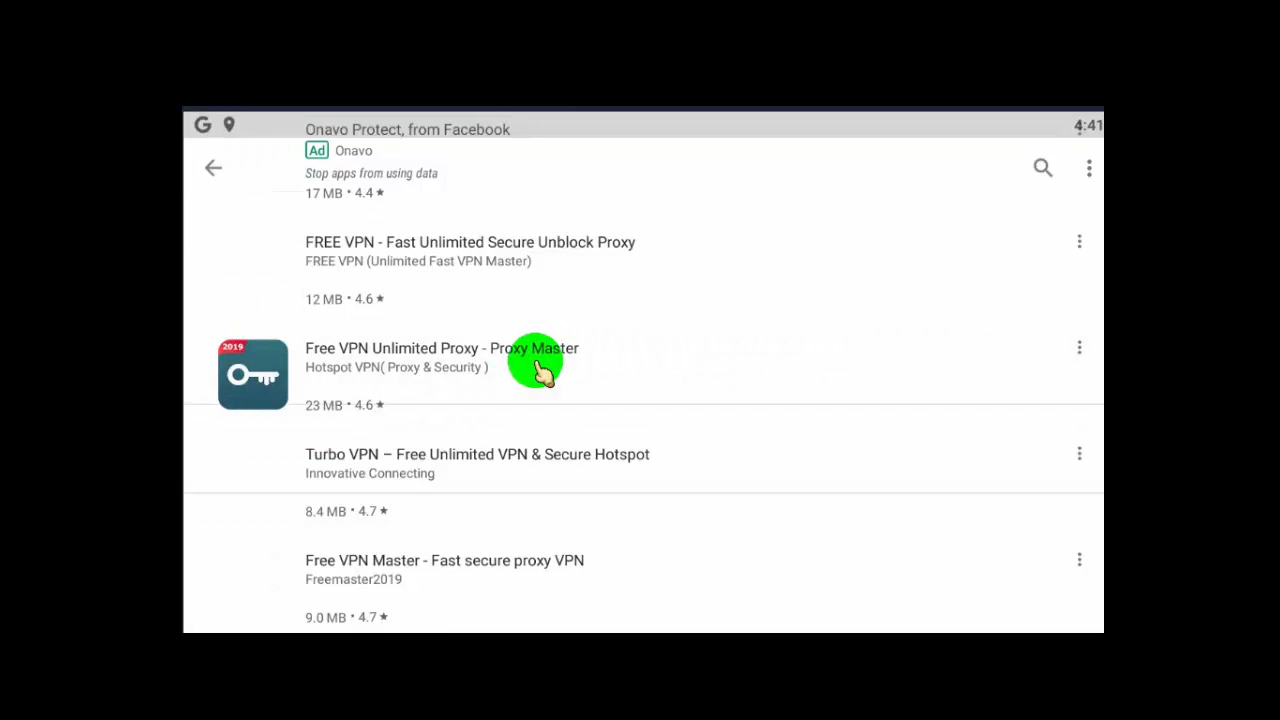 G
4:41
Onavo Protect, from Facebook
Ad Onavo
Stop apps from using data
17 MB • 4.4 ★
FREE VPN - Fast Unlimited Secure Unblock Proxy
FREE VPN (Unlimited Fast VPN Master)
12 MB • 4.6 ★
2019
Free VPN Unlimited Proxy - Proxy Master
Hotspot VPN( Proxy & Security )
23 MB • 4.6 ★
Turbo VPN – Free Unlimited VPN & Secure Hotspot
Innovative Connecting
8.4 MB • 4.7 ★
Free VPN Master - Fast secure proxy VPN
Freemaster2019
9.0 MB • 4.7 ★